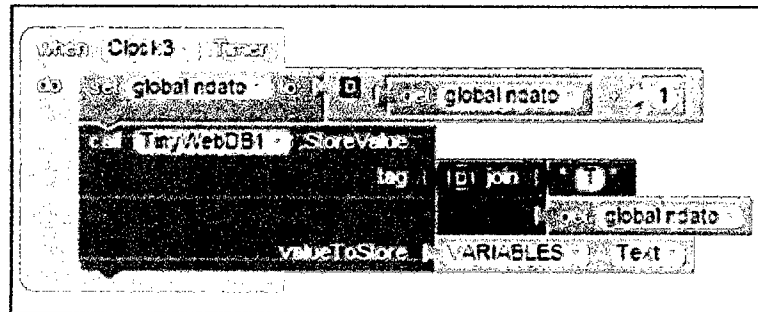 when Clock3 Timer
do set global ndato to get global ndato + 1
call TinyWebDB1 .StoreValue
tag join " T "
get global ndato
valueToStore VARIABLES Text